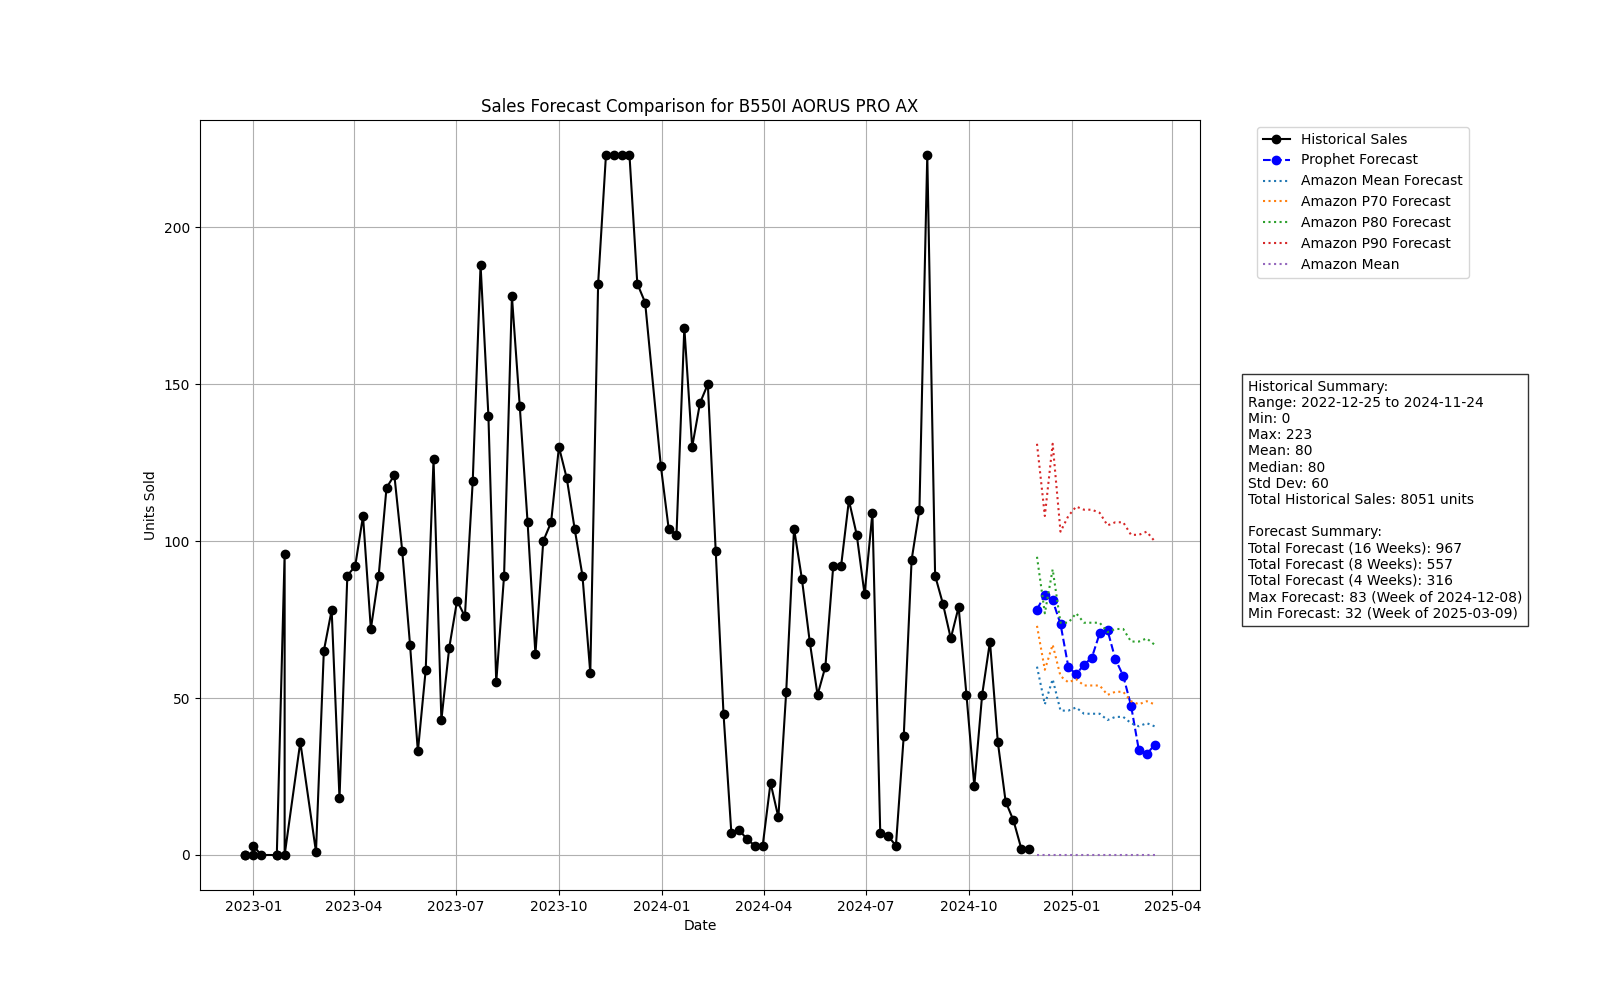 Sales Forecast Comparison for B550I AORUS PRO AX
Units Sold
200
150
100
50
0
2023-01
2023-04
2023-07
2023-10
2024-01
2024-04
2024-07
2024-10
2025-01
2025-04
Date
Historical Sales
Prophet Forecast
Amazon Mean Forecast
Amazon P70 Forecast
Amazon P80 Forecast
Amazon P90 Forecast
Amazon Mean
Historical Summary:
Range: 2022-12-25 to 2024-11-24
Min: 0
Max: 223
Mean: 80
Median: 80
Std Dev: 60
Total Historical Sales: 8051 units
Forecast Summary:
Total Forecast (16 Weeks): 967
Total Forecast (8 Weeks): 557
Total Forecast (4 Weeks): 316
Max Forecast: 83 (Week of 2024-12-08)
Min Forecast: 32 (Week of 2025-03-09)